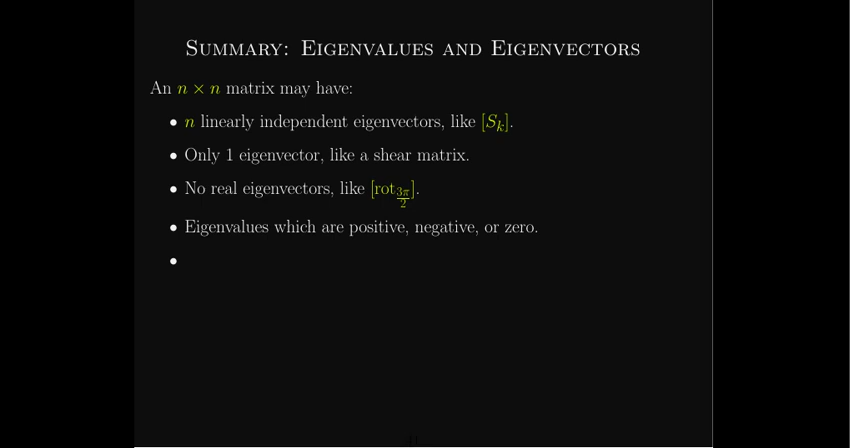 Summary: Eigenvalues and Eigenvectors
An n × n matrix may have:
• n linearly independent eigenvectors, like [S_k].
• Only 1 eigenvector, like a shear matrix.
• No real eigenvectors, like [rot_{3π/2}].
• Eigenvalues which are positive, negative, or zero.
•